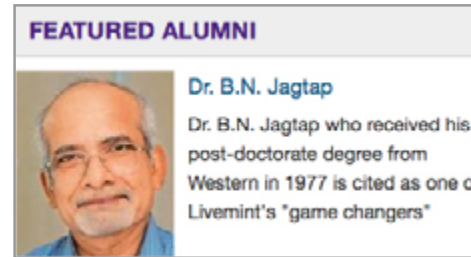 FEATURED ALUMNI
Dr. B.N. Jagtap
Dr. B.N. Jagtap who received his
post-doctorate degree from
Western in 1977 is cited as one
Livemint's "game changers"